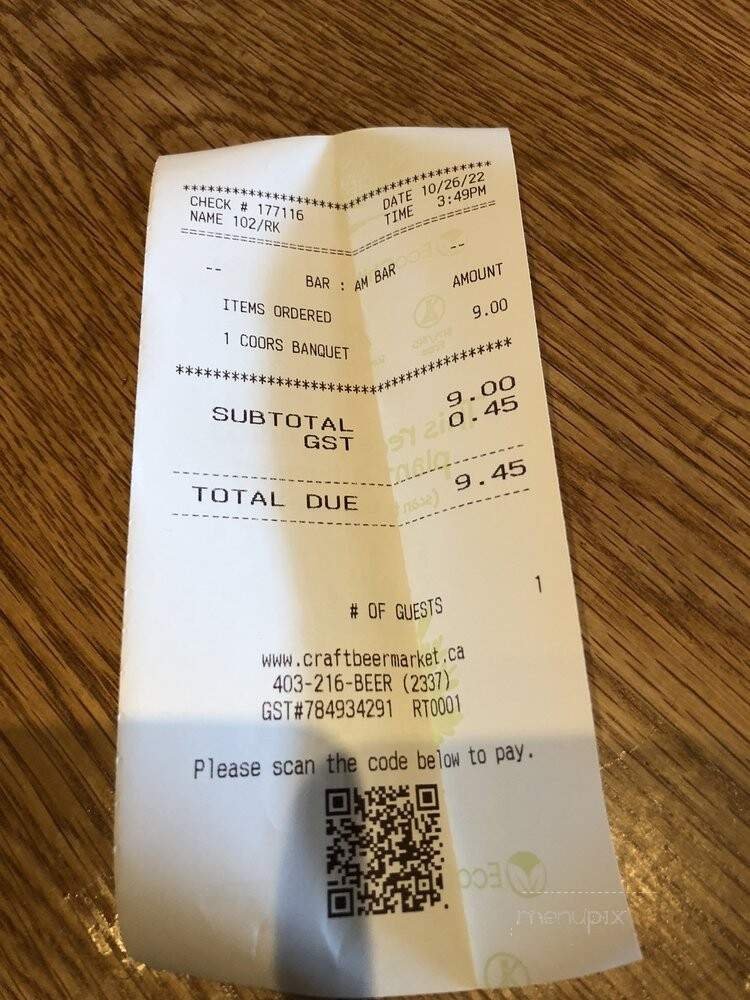 ************************************
CHECK # 177116 DATE 10/26/22
NAME 102/RK TIME 3:49PM
====================================
-- --
BAR : AM BAR
ITEMS ORDERED AMOUNT
1 COORS BANQUET 9.00
************************************
SUBTOTAL 9.00
GST 0.45
------------------------------------
TOTAL DUE 9.45
------------------------------------
# OF GUESTS 1
www.craftbeermarket.ca
403-216-BEER (2337)
GST#784934291 RT0001
Please scan the code below to pay.
Eco
menupix